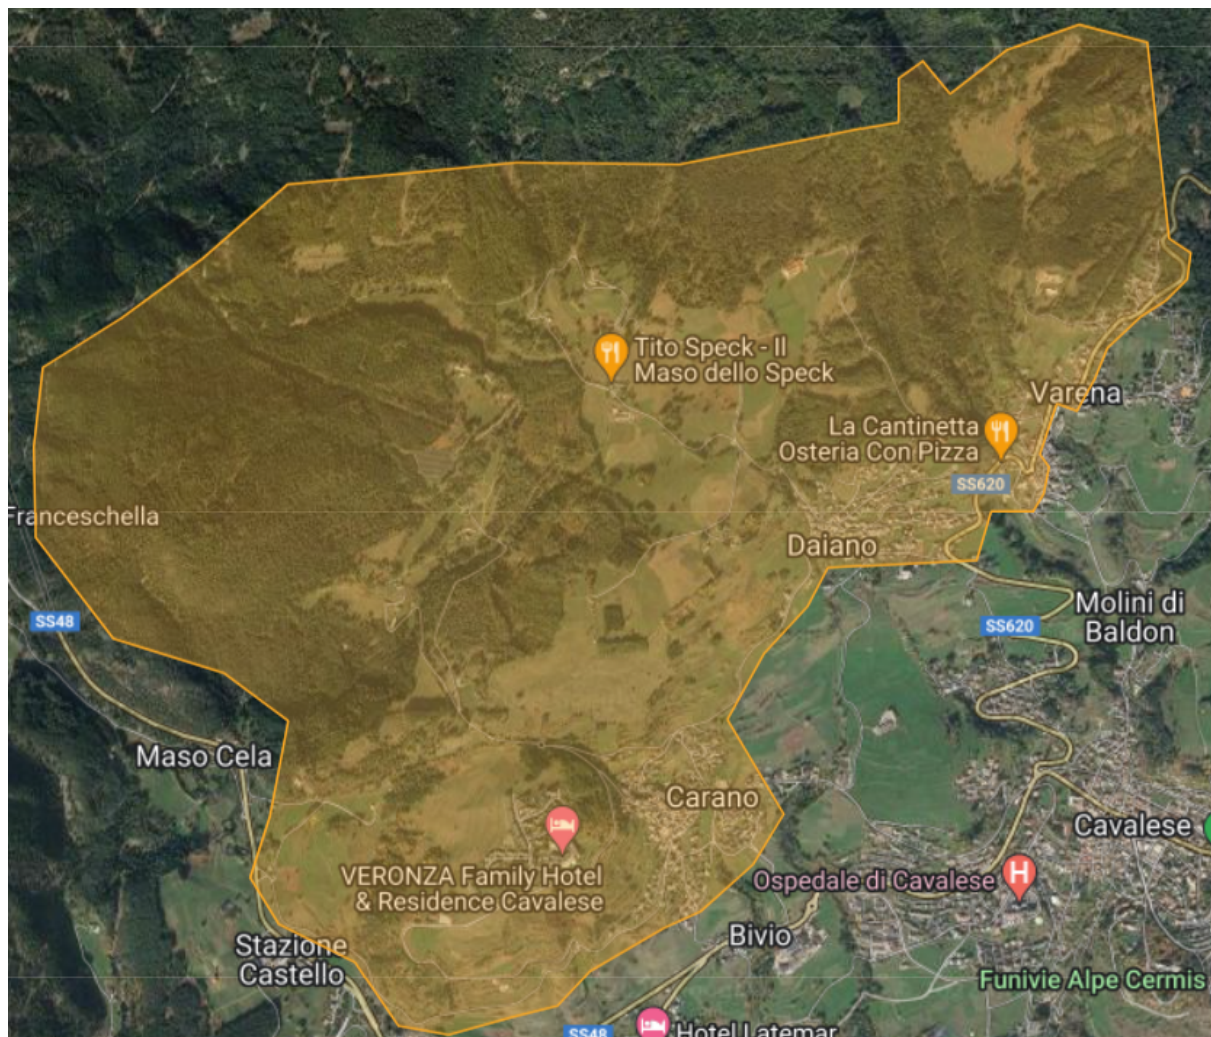 Tito Speck - Il
Maso dello Speck
Varena
La Cantinetta
Osteria Con Pizza
SS620
Franceschella
Daiano
SS48
Molini di
Baldon
SS620
Maso Cela
Carano
Cavalese
VERONZA Family Hotel
& Residence Cavalese
Ospedale di Cavalese
H
Stazione
Castello
Bivio
Funivie Alpe Cermis
SS48
Hotel Latemar